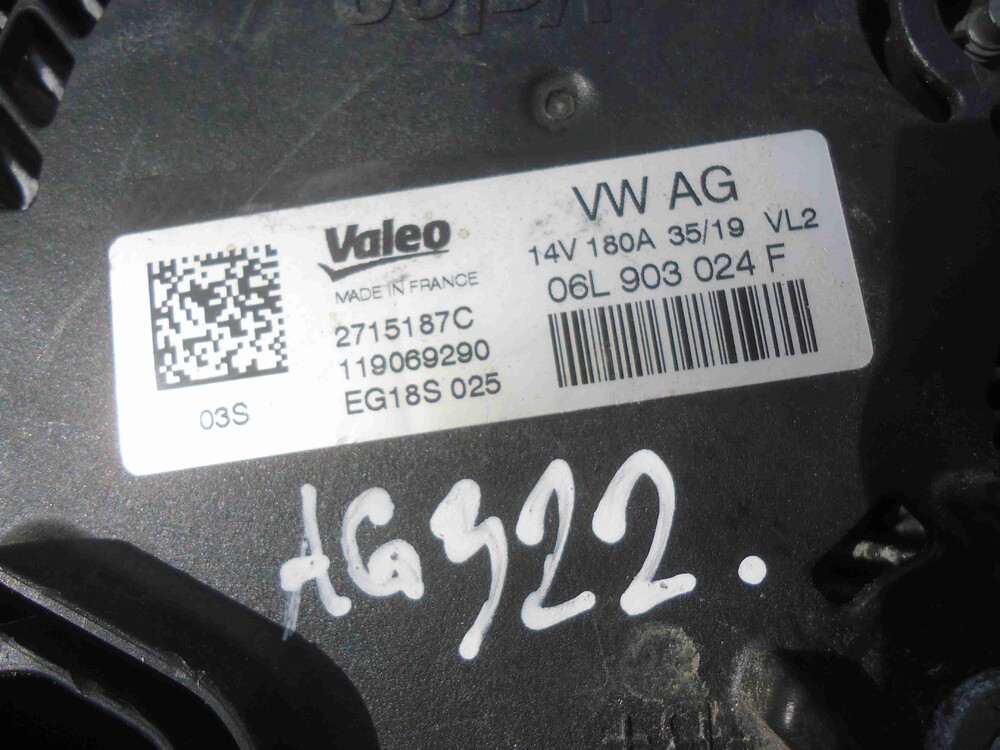 VW AG
Valeo
14V 180A 35/19 VL2
MADE IN FRANCE
06L 903 024 F
2715187C
119069290
EG18S 025
03S
AG322.